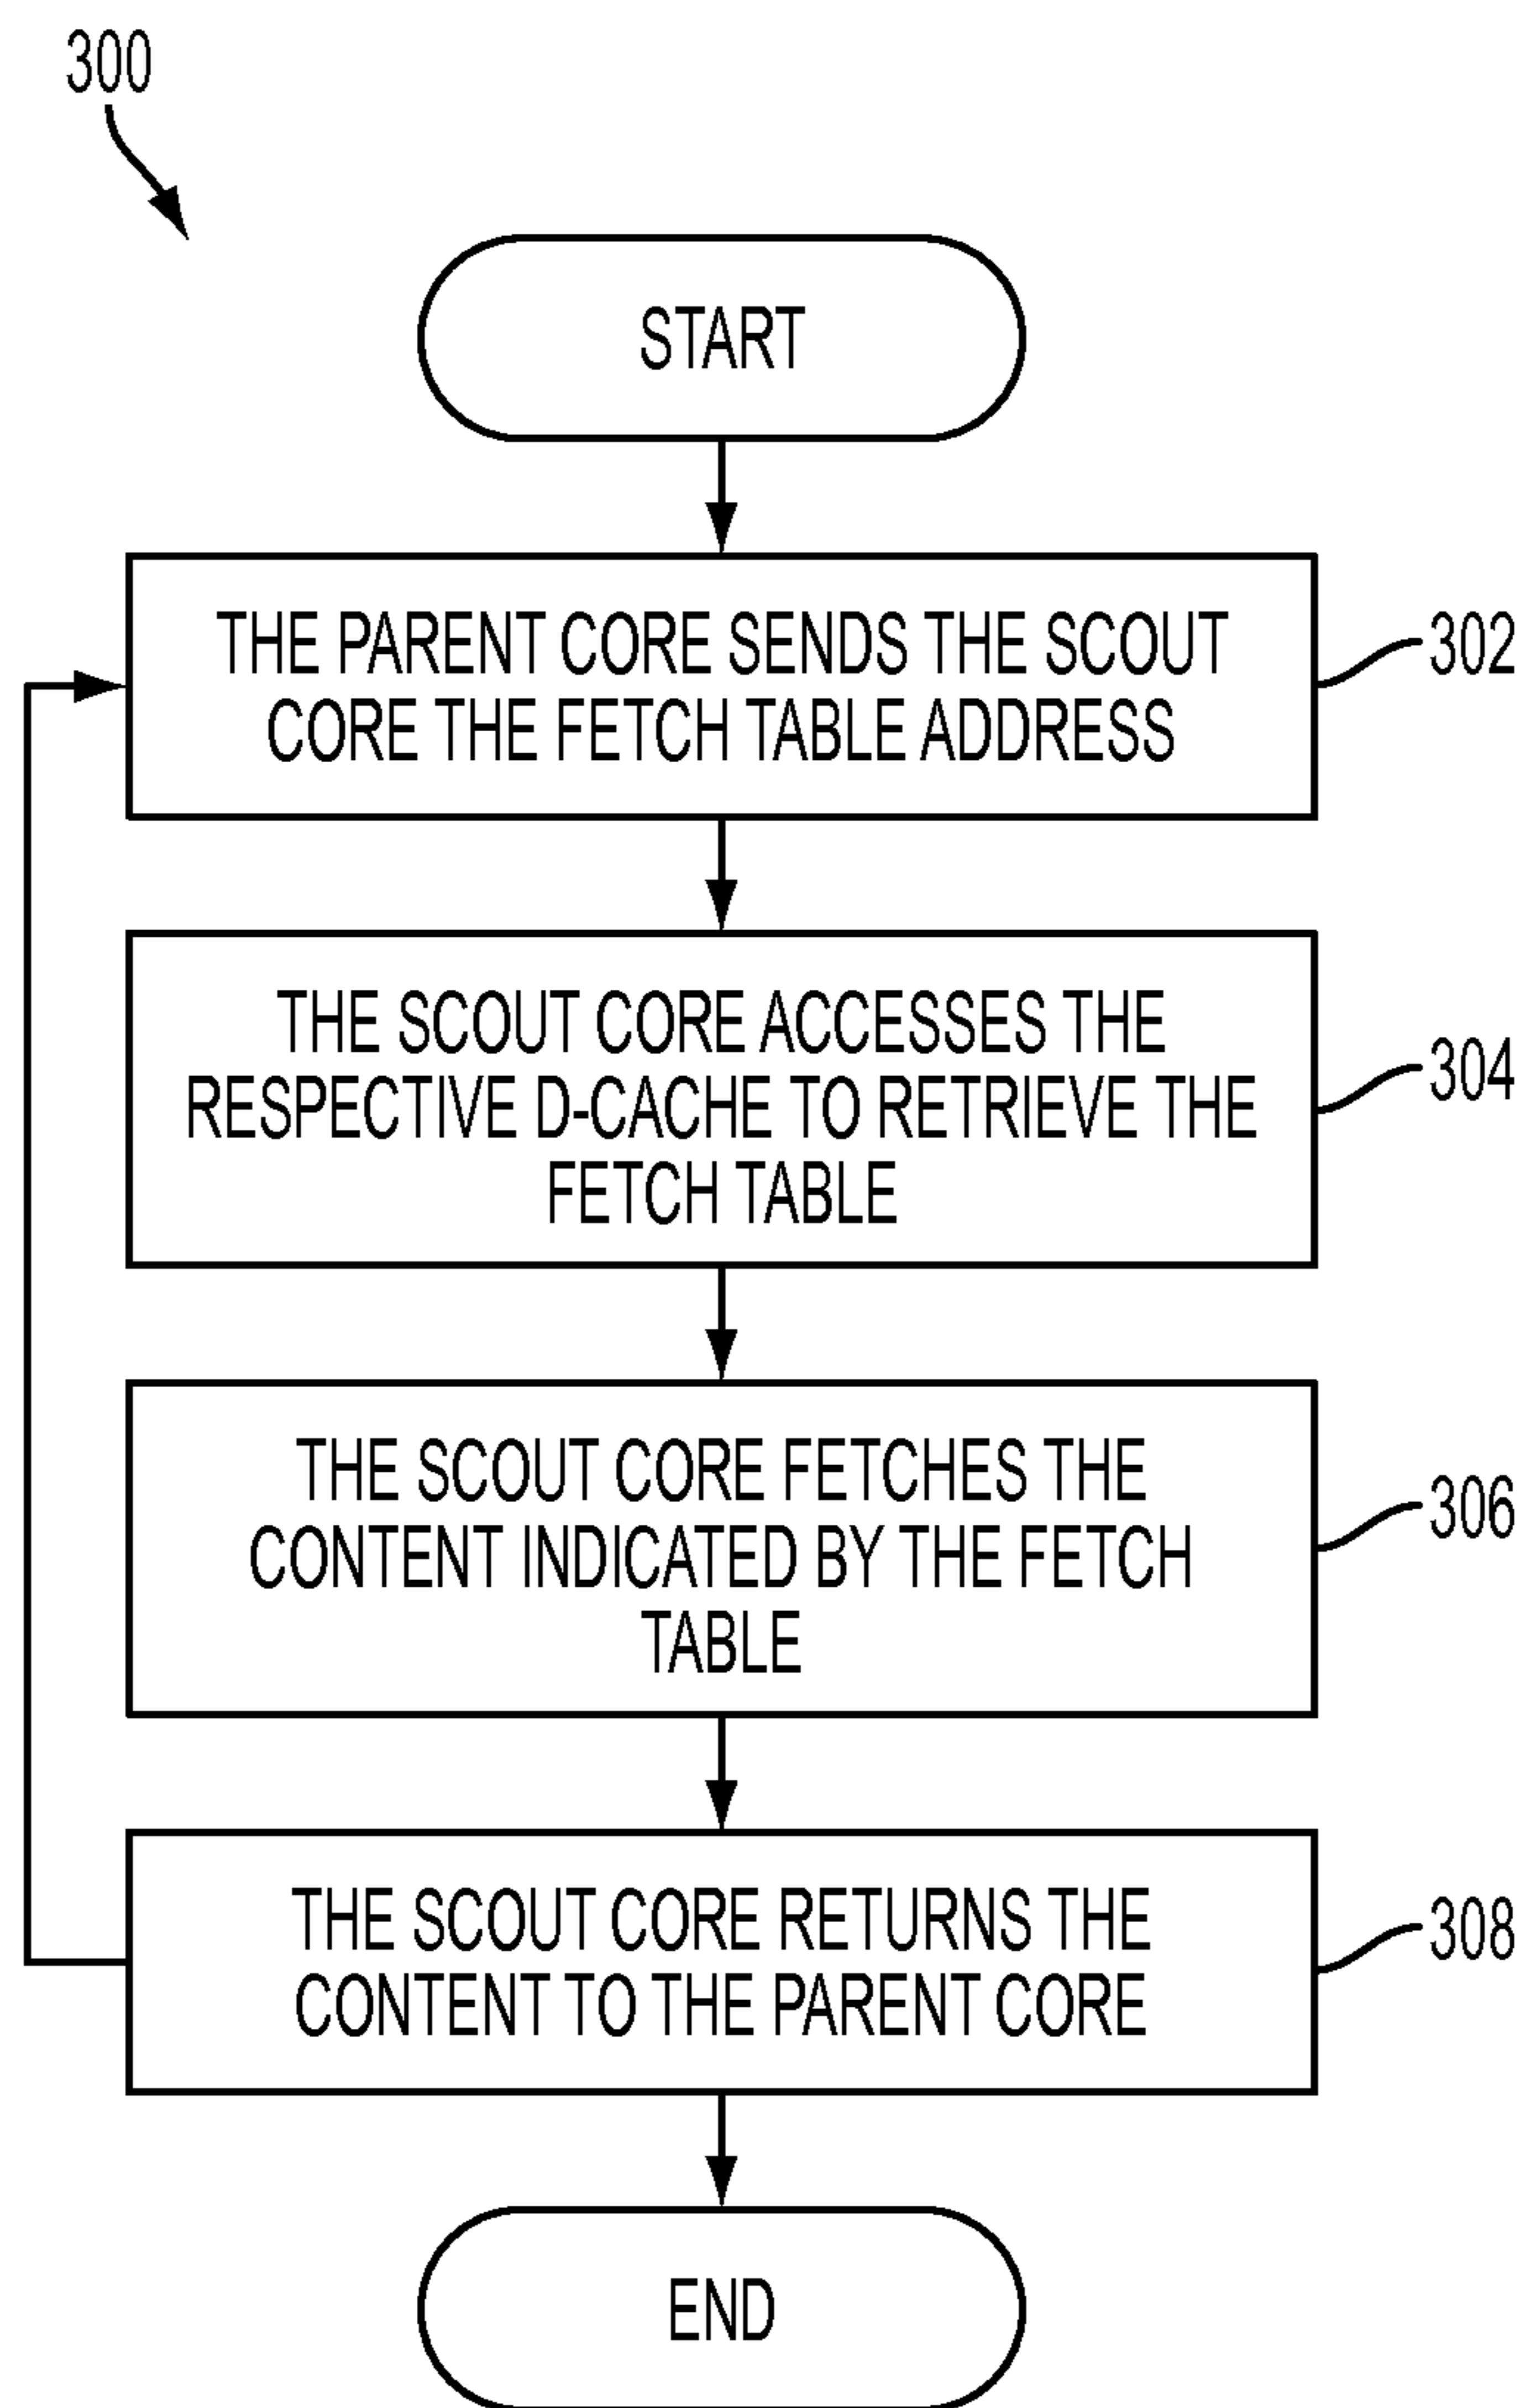 300
START
THE PARENT CORE SENDS THE SCOUT
CORE THE FETCH TABLE ADDRESS
302
THE SCOUT CORE ACCESSES THE
RESPECTIVE D-CACHE TO RETRIEVE THE
FETCH TABLE
304
THE SCOUT CORE FETCHES THE
CONTENT INDICATED BY THE FETCH
TABLE
306
THE SCOUT CORE RETURNS THE
CONTENT TO THE PARENT CORE
308
END